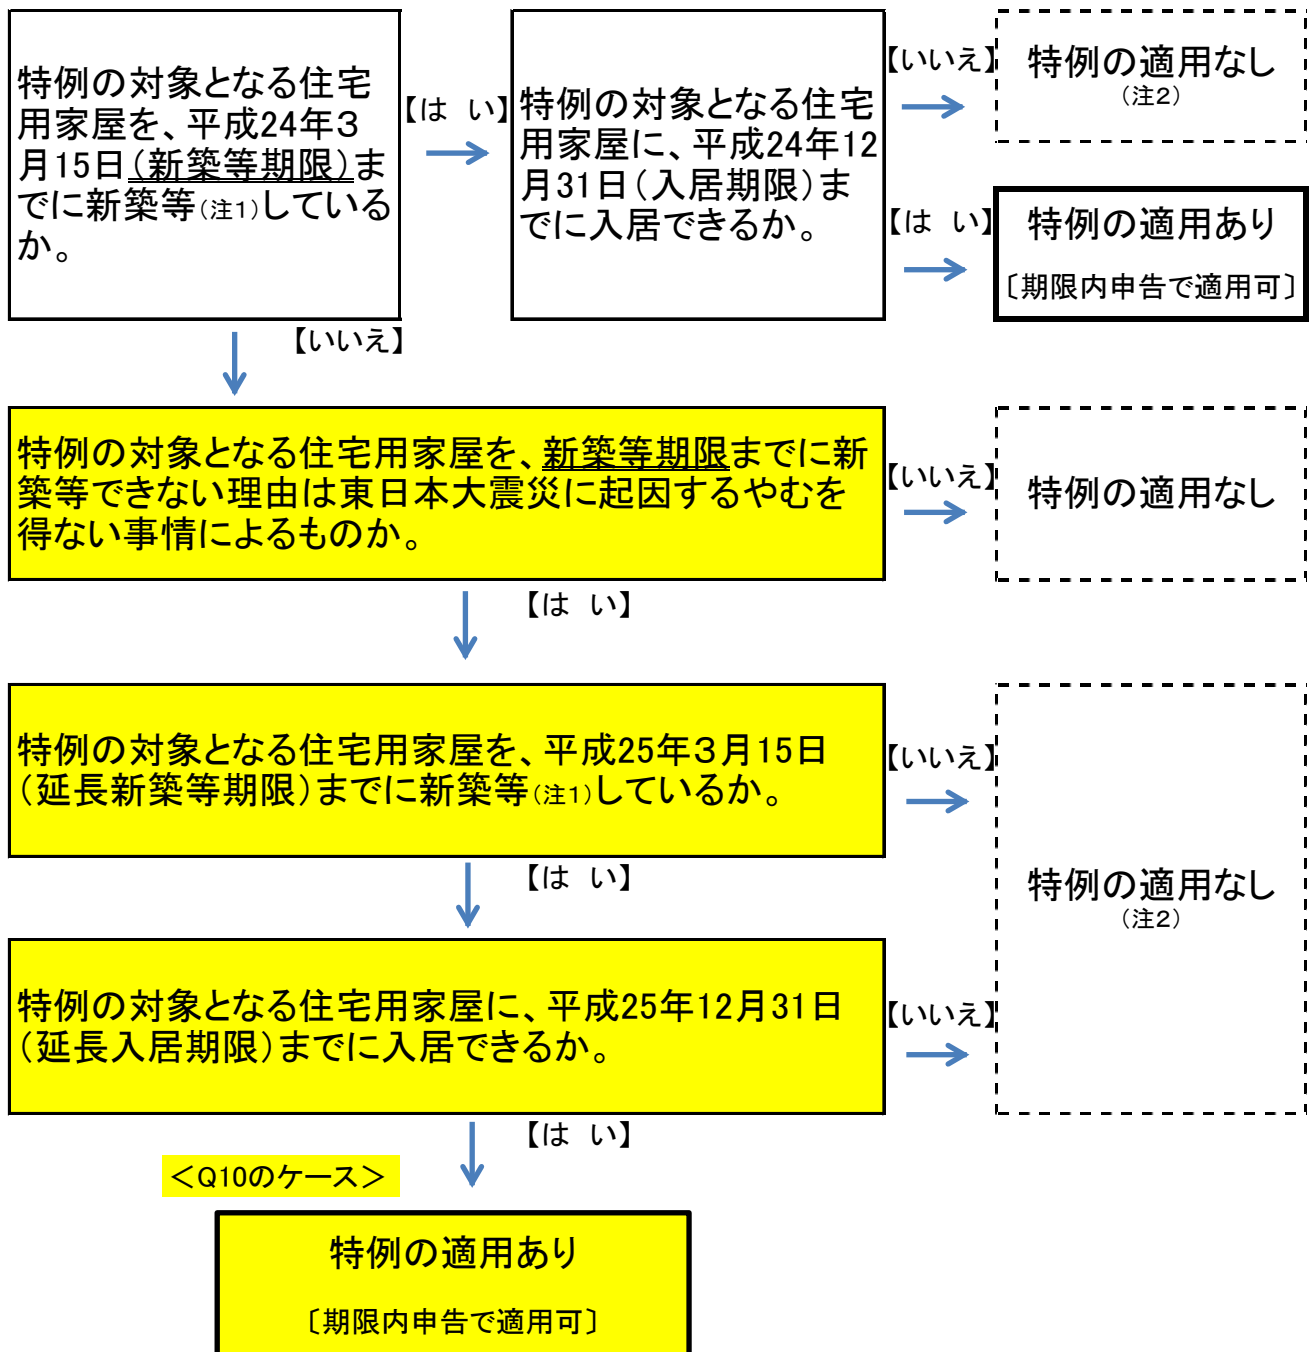 特例の対象となる住宅
用家屋を、平成24年３
月15日(新築等期限)ま
でに新築等(注1)している
か。
【は　い】
特例の対象となる住宅
用家屋に、平成24年12
月31日(入居期限)ま
でに入居できるか。
【いいえ】
特例の適用なし
(注2)
【は　い】
特例の適用あり
〔期限内申告で適用可〕
【いいえ】
特例の対象となる住宅用家屋を、新築等期限までに新
築等できない理由は東日本大震災に起因するやむを
得ない事情によるものか。
【いいえ】
特例の適用なし
【は　い】
特例の対象となる住宅用家屋を、平成25年３月15日
(延長新築等期限)までに新築等(注1)しているか。
【いいえ】
【は　い】
特例の適用なし
(注2)
特例の対象となる住宅用家屋に、平成25年12月31日
(延長入居期限)までに入居できるか。
【いいえ】
【は　い】
＜Q10のケース＞
特例の適用あり
〔期限内申告で適用可〕